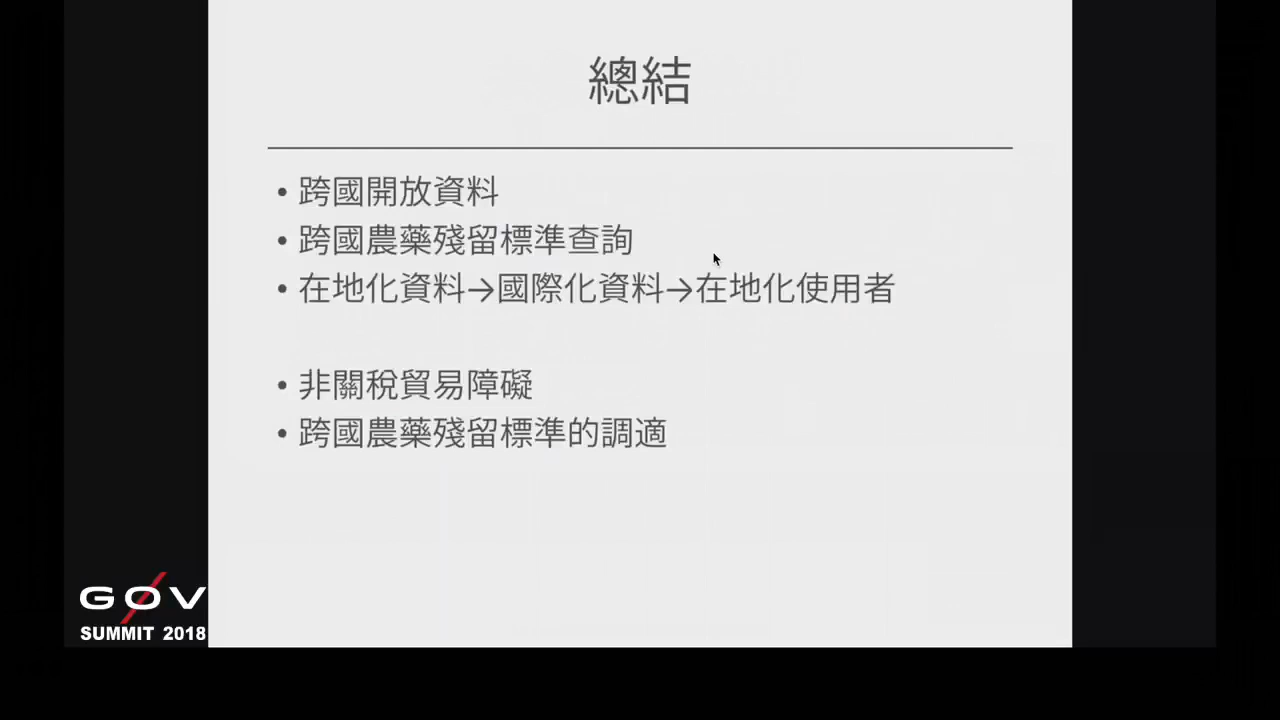 總結
• 跨國開放資料
• 跨國農藥殘留標準查詢
• 在地化資料→國際化資料→在地化使用者
• 非關稅貿易障礙
• 跨國農藥殘留標準的調適
GØV
SUMMIT 2018